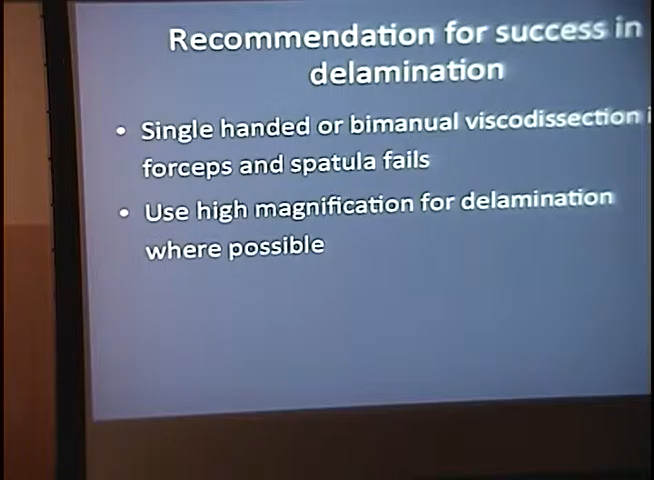 Recommendation for success in
delamination
• Single handed or bimanual viscodissection
forceps and spatula fails
• Use high magnification for delamination
where possible